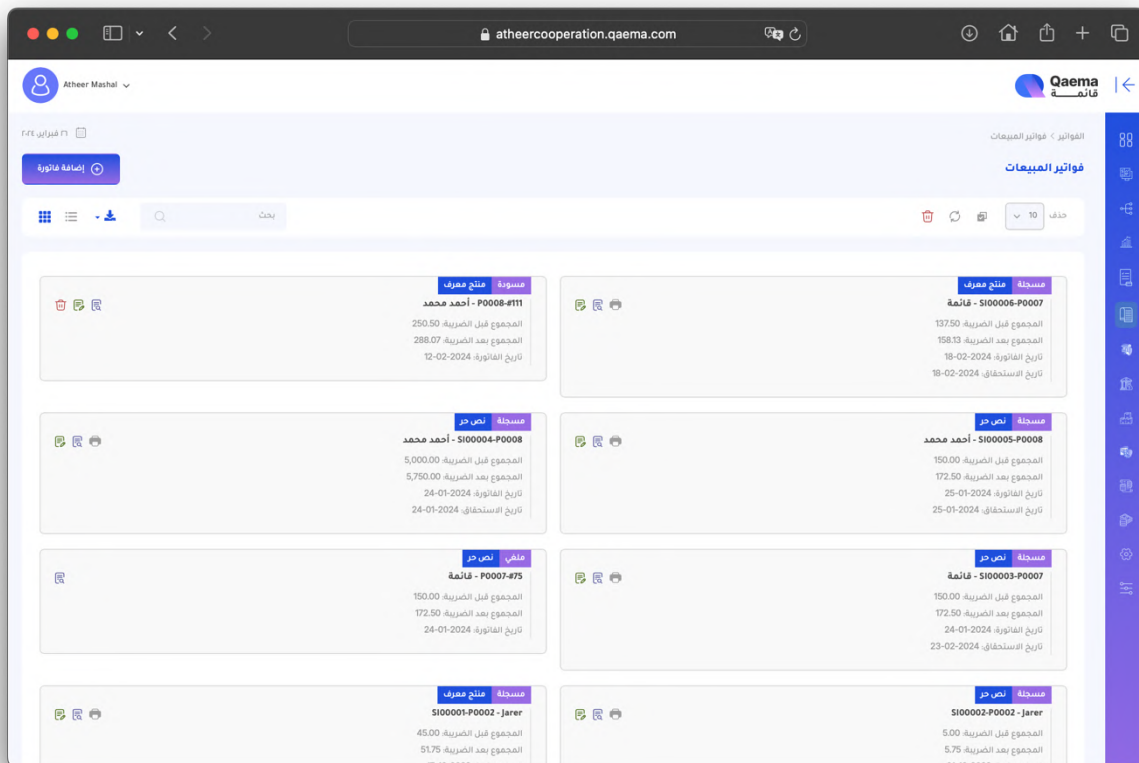 atheercooperation.qaema.com
Atheer Mashal
Qaema
قائمة
الفواتير > فواتير المبيعات
٢٦ فبراير، ٢٠٢٤
فواتير المبيعات
إضافة فاتورة
حذف
10
بحث
مسجلة منتج معرف
SI00006-P0007 - قائمة
المجموع قبل الضريبة: 137.50
المجموع بعد الضريبة: 158.13
تاريخ الفاتورة: 2024-02-18
تاريخ الاستحقاق: 2024-02-18
مسودة منتج معرف
P0008-#111 - أحمد محمد
المجموع قبل الضريبة: 250.50
المجموع بعد الضريبة: 288.07
تاريخ الفاتورة: 2024-02-12
مسجلة نص حر
SI00005-P0008 - أحمد محمد
المجموع قبل الضريبة: 150.00
المجموع بعد الضريبة: 172.50
تاريخ الفاتورة: 2024-01-25
تاريخ الاستحقاق: 2024-01-25
مسجلة نص حر
SI00004-P0008 - أحمد محمد
المجموع قبل الضريبة: 5,000.00
المجموع بعد الضريبة: 5,750.00
تاريخ الفاتورة: 2024-01-24
تاريخ الاستحقاق: 2024-01-24
مسجلة نص حر
SI00003-P0007 - قائمة
المجموع قبل الضريبة: 150.00
المجموع بعد الضريبة: 172.50
تاريخ الفاتورة: 2024-01-24
تاريخ الاستحقاق: 2024-02-23
ملغي نص حر
P0007-#75 - قائمة
المجموع قبل الضريبة: 150.00
المجموع بعد الضريبة: 172.50
تاريخ الفاتورة: 2024-01-24
مسجلة نص حر
SI00002-P0002 - Jarer
المجموع قبل الضريبة: 5.00
المجموع بعد الضريبة: 5.75
مسجلة منتج معرف
SI00001-P0002 - Jarer
المجموع قبل الضريبة: 45.00
المجموع بعد الضريبة: 51.75